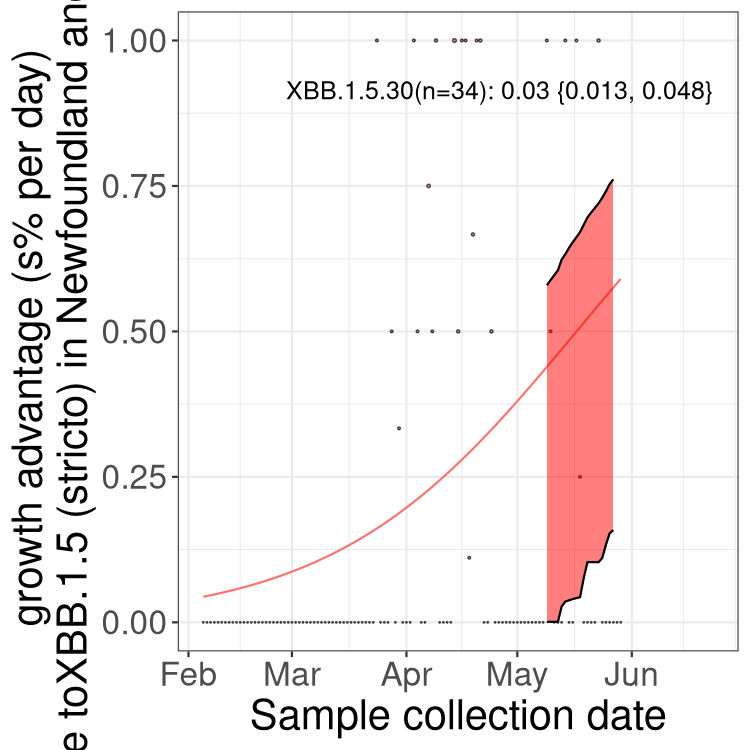 growth advantage (s% per day)
toXBB.1.5 (stricto) in Newfoundland
1.00
0.75
0.50
0.25
0.00
XBB.1.5.30(n=34): 0.03 {0.013, 0.048}
Feb Mar Apr May Jun
Sample collection date